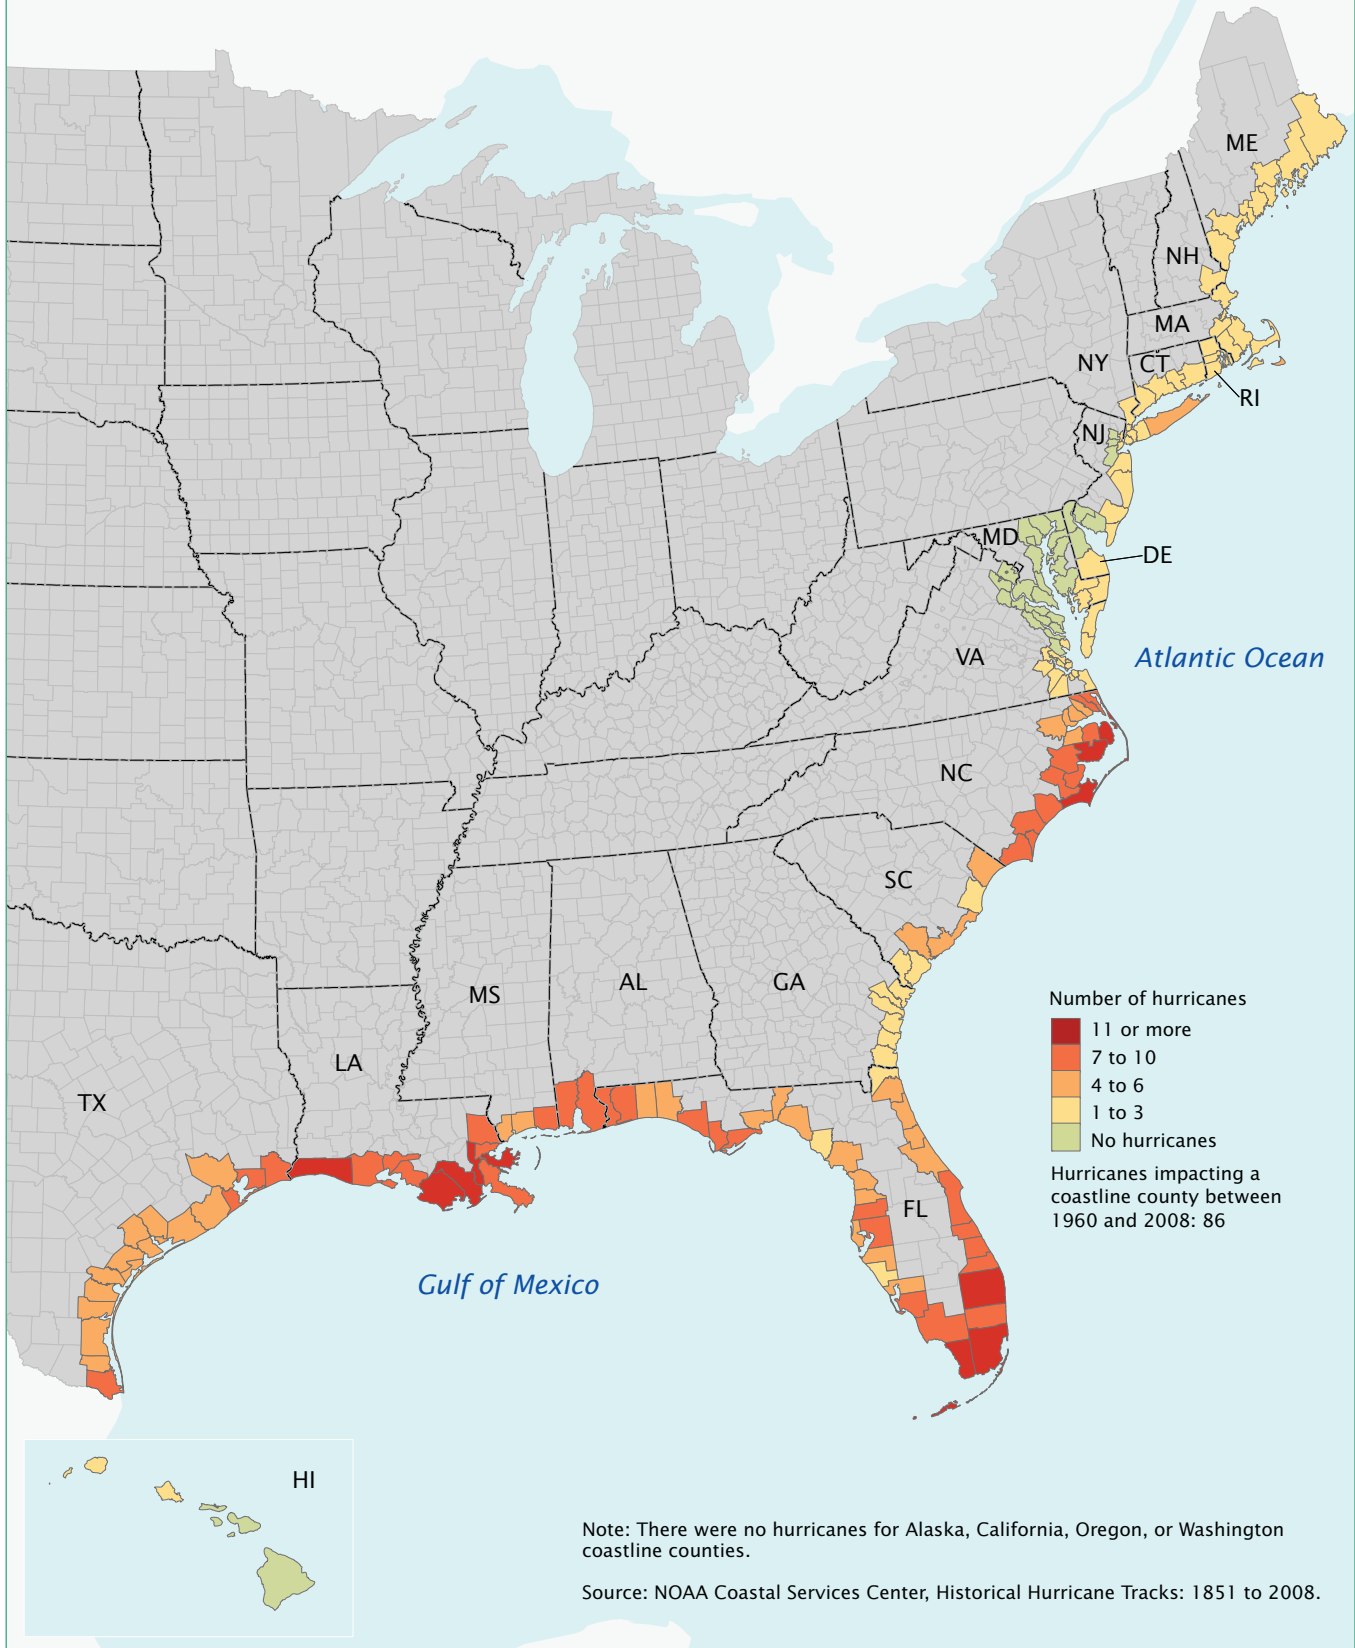 ME
NH
MA
NY
CT
RI
NJ
MD
DE
VA
Atlantic Ocean
NC
SC
MS
AL
GA
LA
TX
FL
Number of hurricanes
11 or more
7 to 10
4 to 6
1 to 3
No hurricanes
Hurricanes impacting a
coastline county between
1960 and 2008: 86
Gulf of Mexico
HI
Note: There were no hurricanes for Alaska, California, Oregon, or Washington
coastline counties.
Source: NOAA Coastal Services Center, Historical Hurricane Tracks: 1851 to 2008.